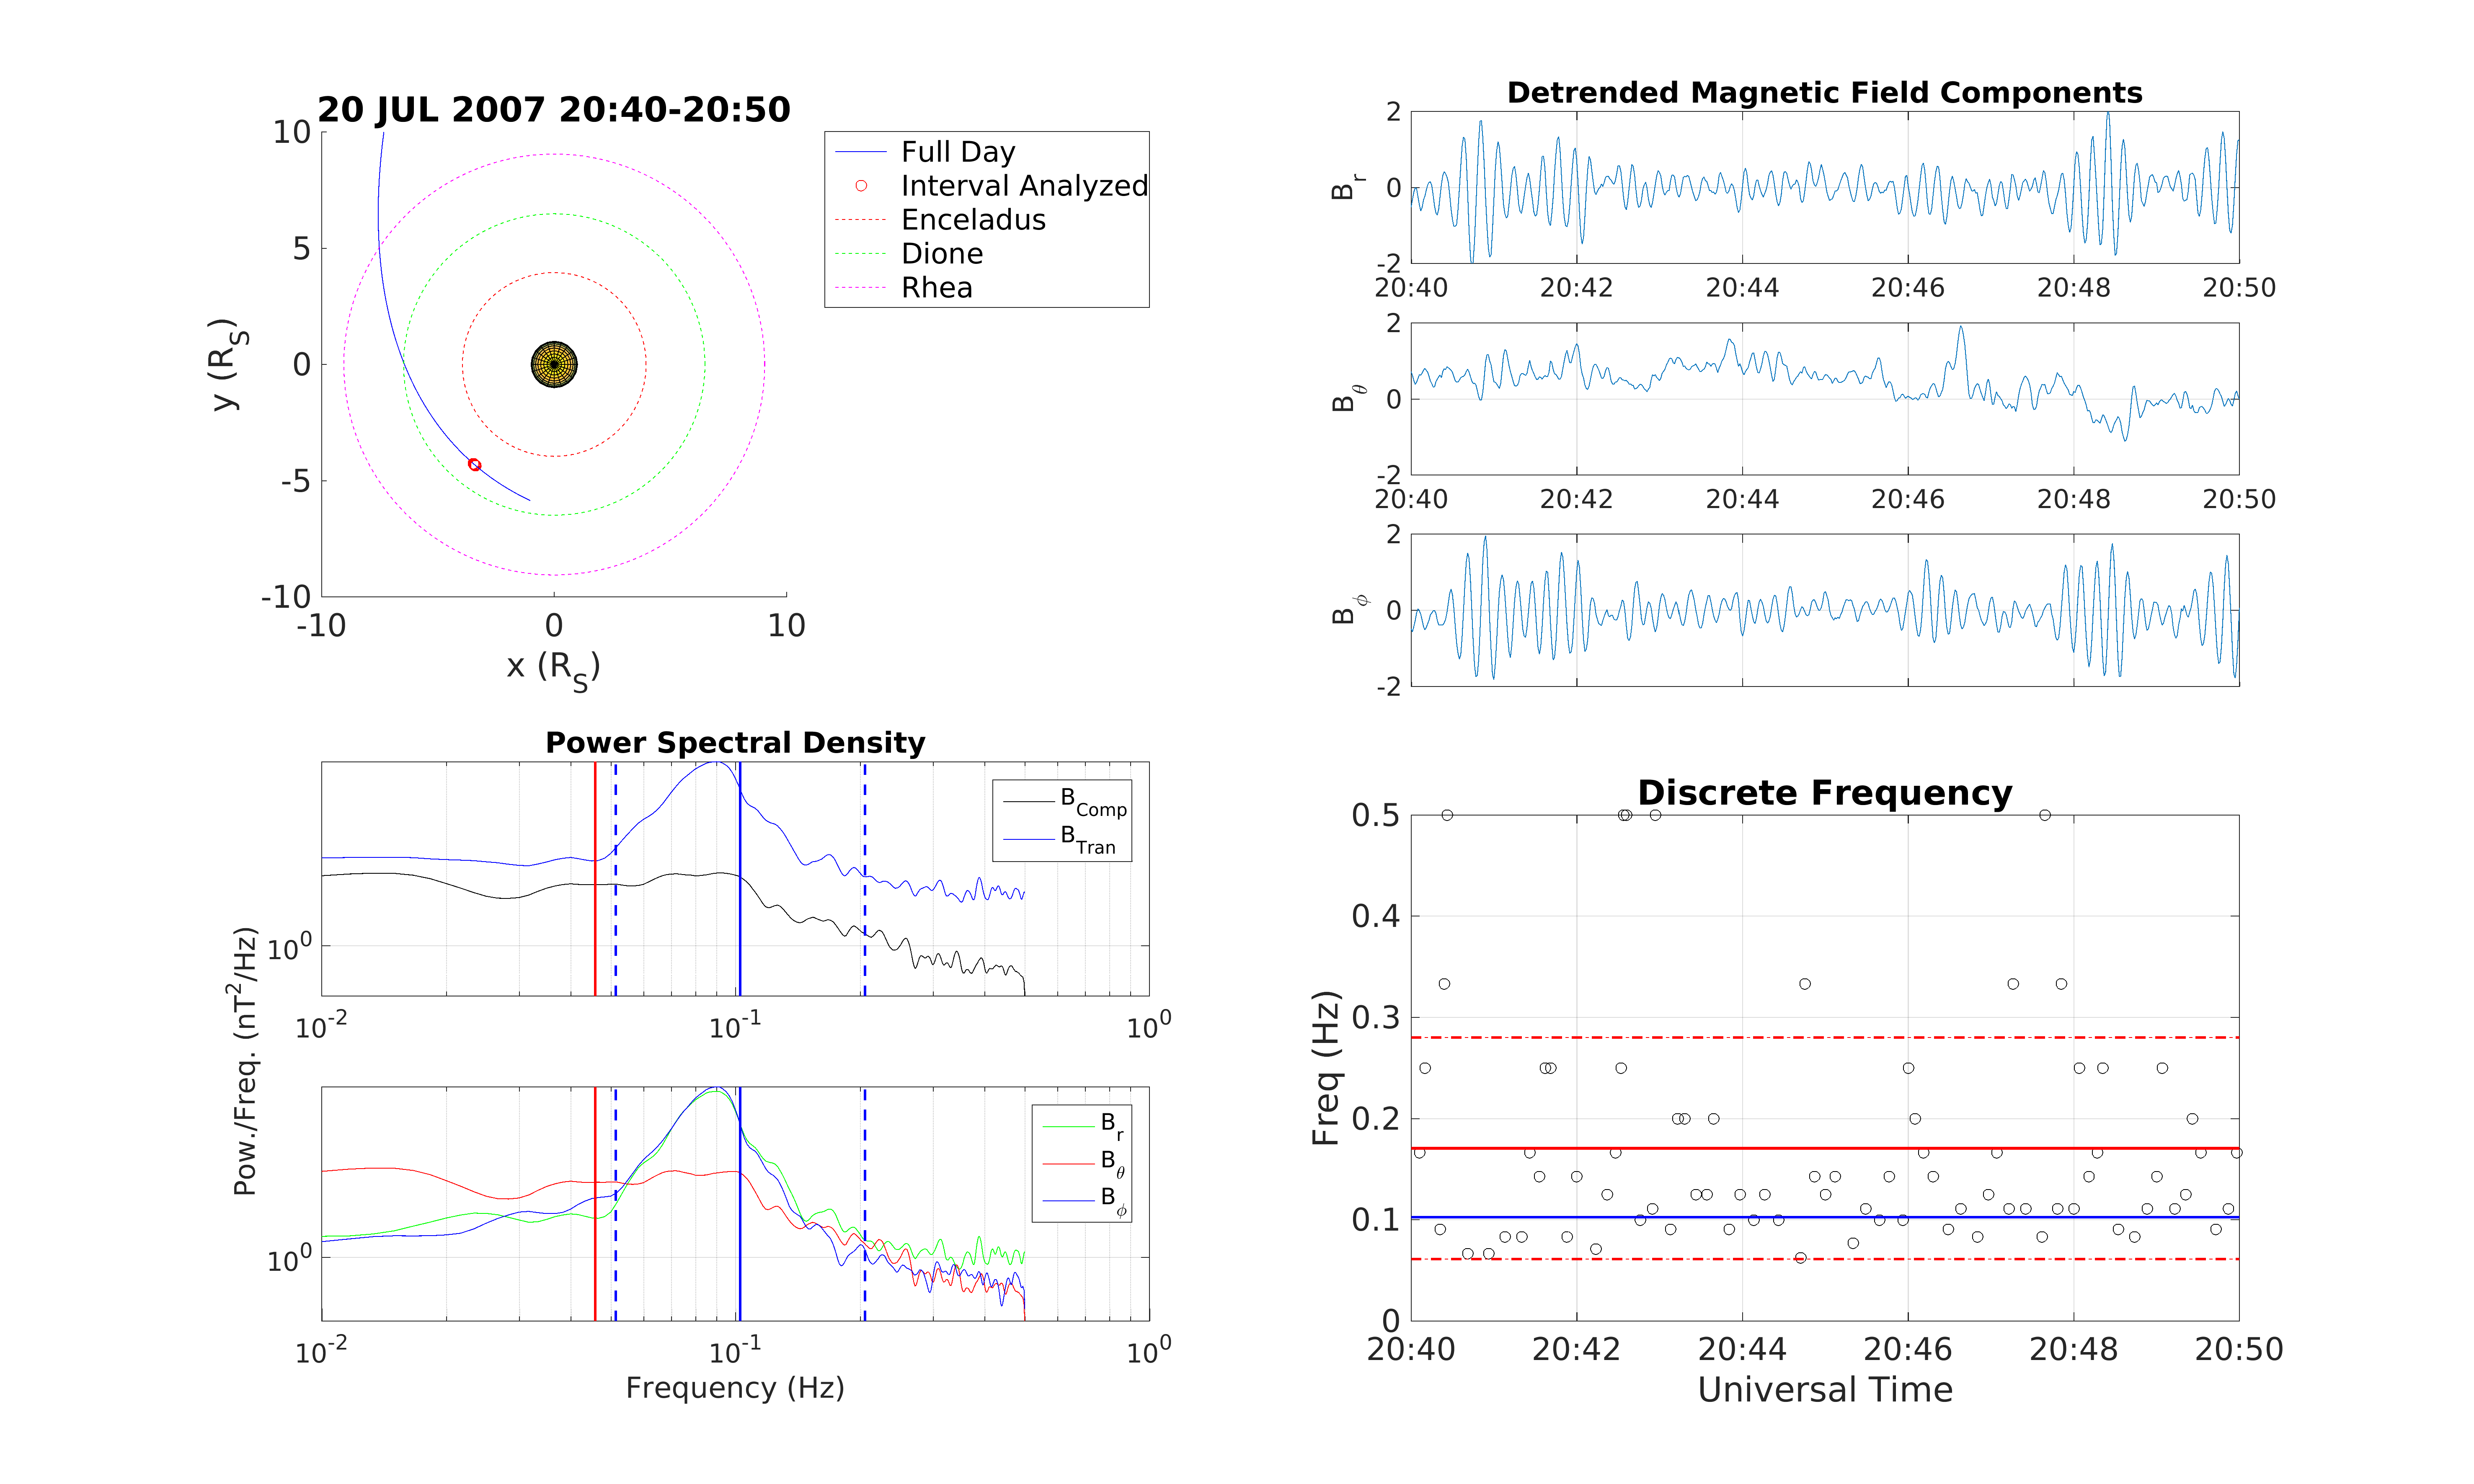 20 JUL 2007 20:40-20:50
10
5
0
-5
-10
-10 0 10
y (R_S)
x (R_S)
Full Day
Interval Analyzed
Enceladus
Dione
Rhea
Detrended Magnetic Field Components
2
0
-2
B_r
20:40 20:42 20:44 20:46 20:48 20:50
2
0
-2
B_θ
20:40 20:42 20:44 20:46 20:48 20:50
2
0
-2
B_ϕ
Power Spectral Density
B_Comp
B_Tran
10^0
10^-2 10^-1 10^0
Pow./Freq. (nT^2/Hz)
B_r
B_θ
B_ϕ
10^0
10^-2 10^-1 10^0
Frequency (Hz)
Discrete Frequency
0.5
0.4
0.3
0.2
0.1
0
Freq (Hz)
20:40 20:42 20:44 20:46 20:48 20:50
Universal Time